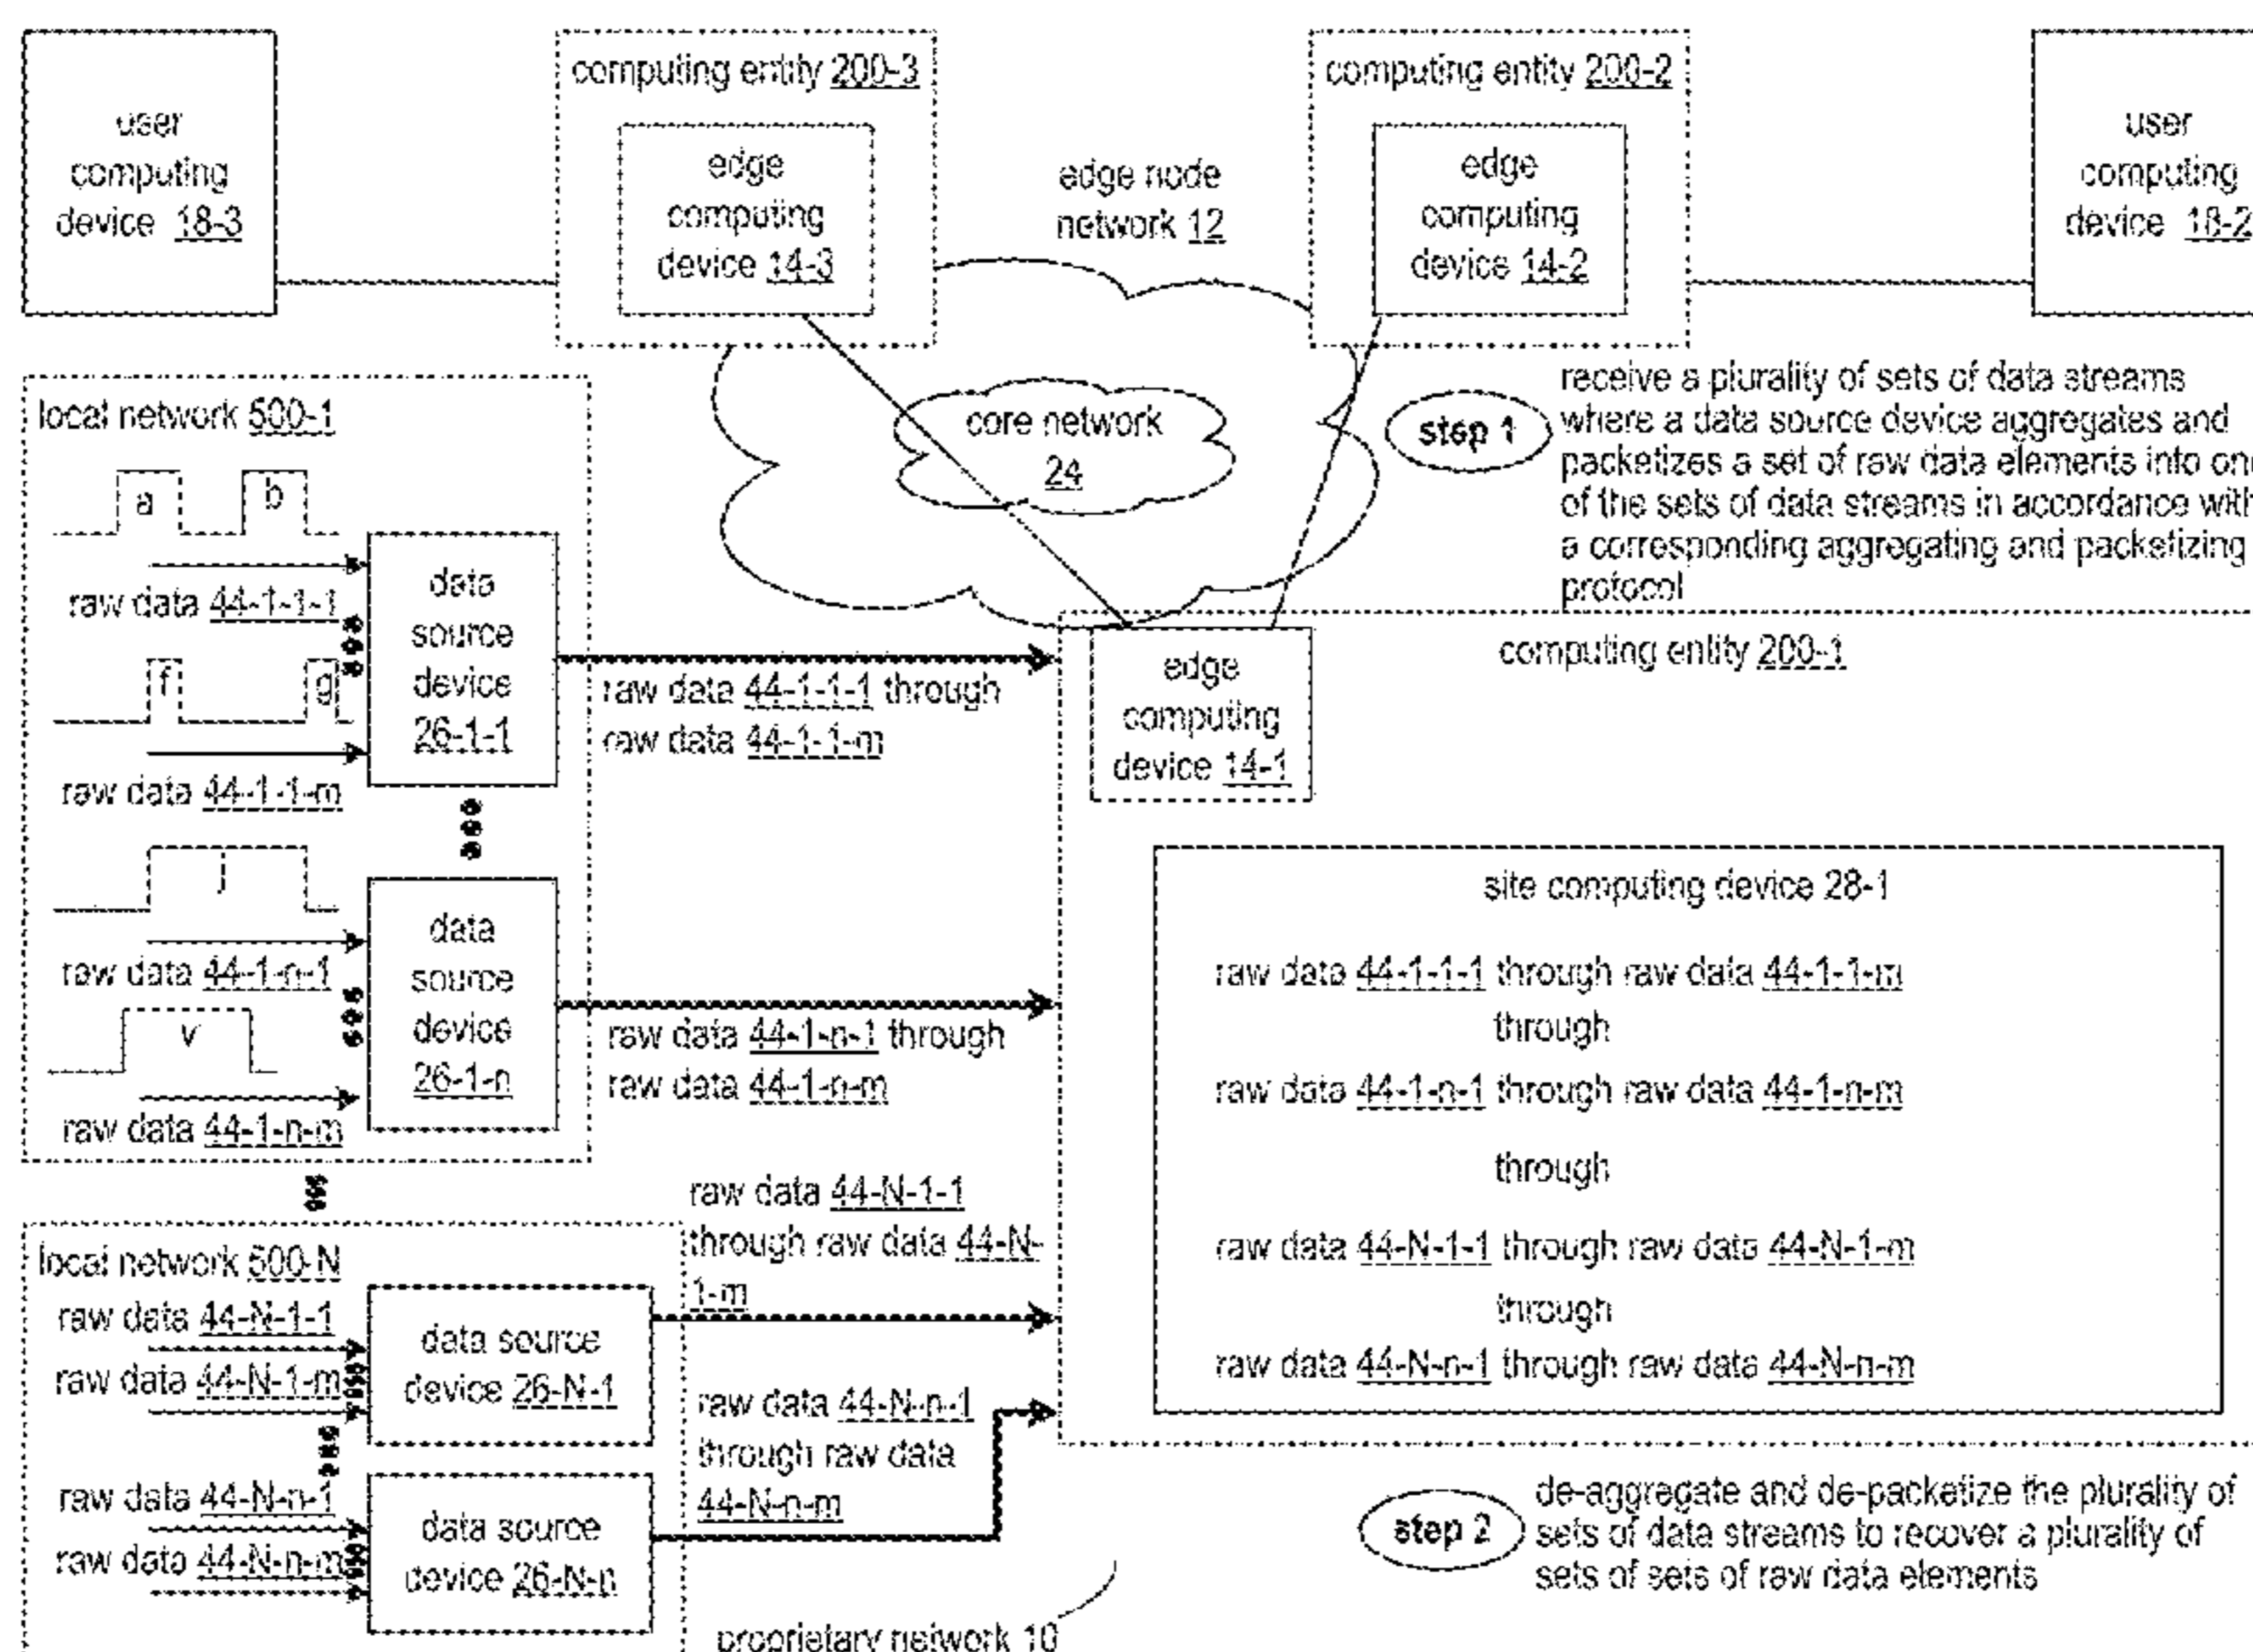 user
computing
device 18-3
computing entity 200-3
edge
computing
device 14-3
edge node
network 12
computing entity 200-2
edge
computing
device 14-2
user
computing
device 18-2
core network
24
step 1
receive a plurality of sets of data streams
where a data source device aggregates and
packetizes a set of raw data elements into one
of the sets of data streams in accordance with
a corresponding aggregating and packetizing
protocol
local network 500-1
a
b
raw data 44-1-1-1
f
g
raw data 44-1-1-m
data
source
device
26-1-1
raw data 44-1-1-1 through
raw data 44-1-1-m
j
raw data 44-1-n-1
v
raw data 44-1-n-m
data
source
device
26-1-n
raw data 44-1-n-1 through
raw data 44-1-n-m
computing entity 200-1
edge
computing
device 14-1
site computing device 28-1
raw data 44-1-1-1 through raw data 44-1-1-m
through
raw data 44-1-n-1 through raw data 44-1-n-m
through
raw data 44-N-1-1 through raw data 44-N-1-m
through
raw data 44-N-n-1 through raw data 44-N-n-m
local network 500-N
raw data 44-N-1-1
raw data 44-N-1-m
data source
device 26-N-1
raw data 44-N-1-1
through raw data 44-N-
1-m
raw data 44-N-n-1
raw data 44-N-n-m
data source
device 26-N-n
raw data 44-N-n-1
through raw data
44-N-n-m
proprietary network 10
step 2
de-aggregate and de-packetize the plurality of
sets of data streams to recover a plurality of
sets of sets of raw data elements